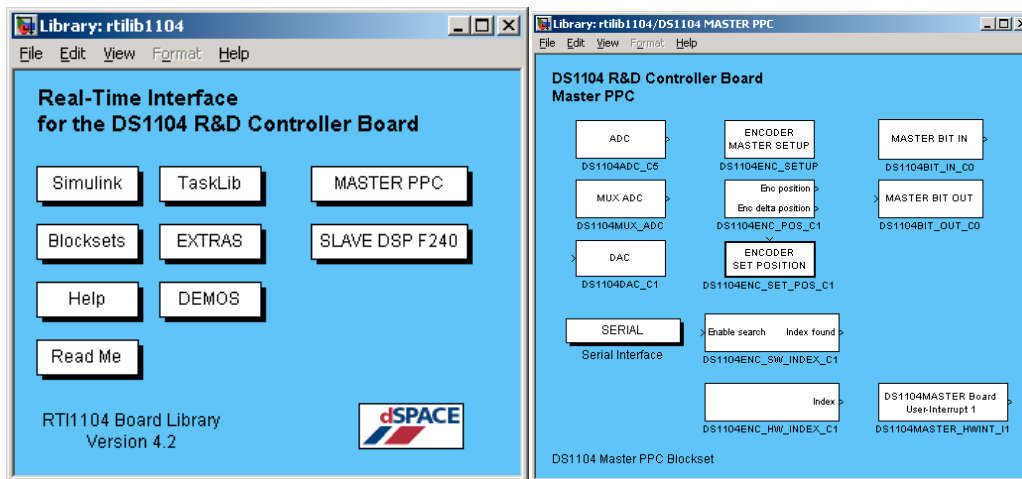 Library: rtilib1104
File Edit View Format Help
Real-Time Interface
for the DS1104 R&D Controller Board
Simulink
TaskLib
MASTER PPC
Blocksets
EXTRAS
SLAVE DSP F240
Help
DEMOS
Read Me
RTI1104 Board Library
Version 4.2
dSPACE
Library: rtilib1104/DS1104 MASTER PPC
File Edit View Format Help
DS1104 R&D Controller Board
Master PPC
ADC
DS1104ADC_C5
ENCODER
MASTER SETUP
DS1104ENC_SETUP
MASTER BIT IN
DS1104BIT_IN_C0
MUX ADC
DS1104MUX_ADC
Enc position
Enc delta position
DS1104ENC_POS_C1
MASTER BIT OUT
DS1104BIT_OUT_C0
DAC
DS1104DAC_C1
ENCODER
SET POSITION
DS1104ENC_SET_POS_C1
SERIAL
Serial Interface
Enable search Index found
DS1104ENC_SW_INDEX_C1
Index
DS1104ENC_HW_INDEX_C1
DS1104MASTER Board
User-Interrupt 1
DS1104MASTER_HWINT_I1
DS1104 Master PPC Blockset